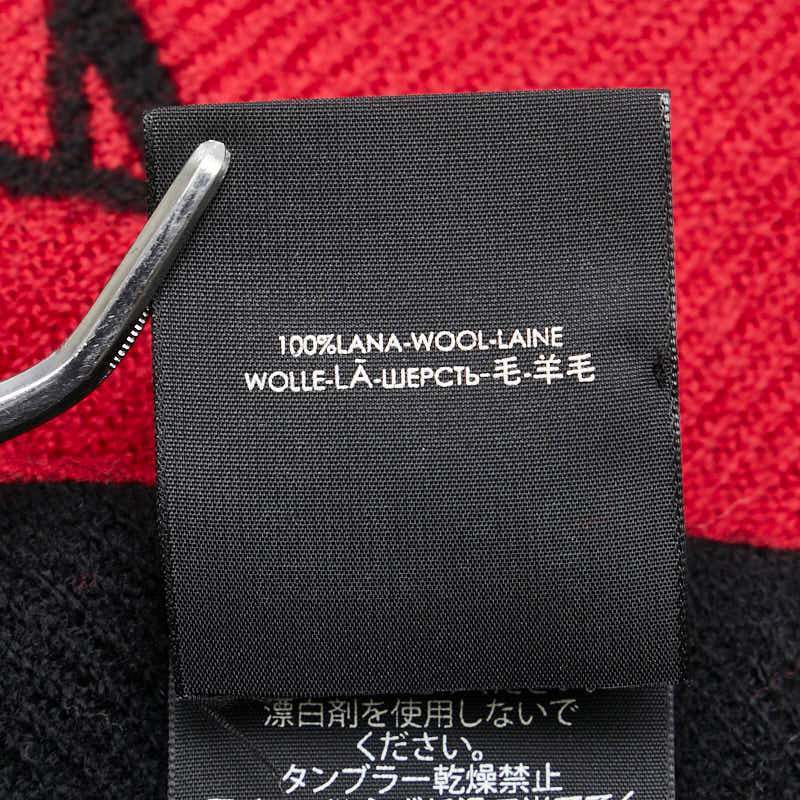 100%LANA-WOOL-LAINE
WOLLE-LĀ-ШЕРСТЬ-毛-羊毛
漂白剤を使用しないで
ください。
タンブラー乾燥禁止